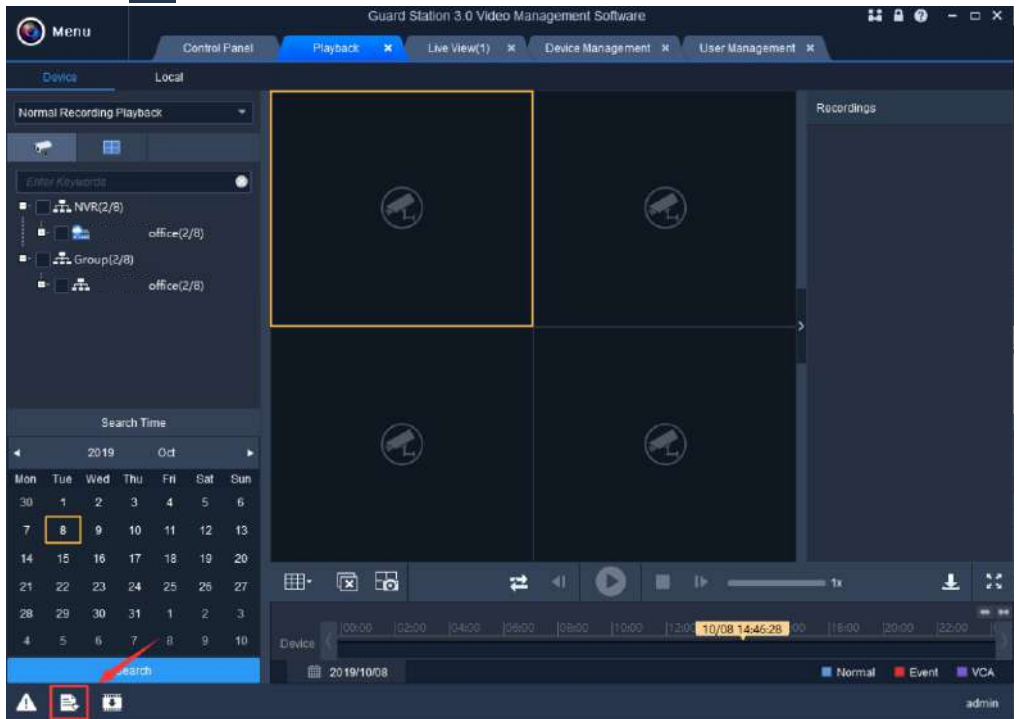 Guard Station 3.0 Video Management Software
Menu
Control Panel
Playback
Live View(1)
Device Management
User Management
Device
Local
Normal Recording Playback
Recordings
Enter Keywords
NVR(2/8)
office(2/8)
Group(2/8)
office(2/8)
Search Time
2019 Oct
Mon Tue Wed Thu Fri Sat Sun
30 1 2 3 4 5 6
7 8 9 10 11 12 13
14 15 16 17 18 19 20
21 22 23 24 25 26 27
28 29 30 31 1 2 3
4 5 6 7 8 9 10
Search
1x
00:00 02:00 04:00 06:00 08:00 10:00 12:00 10/08 14:46:28 :00 18:00 20:00 22:00
Device
2019/10/08
Normal Event VCA
admin